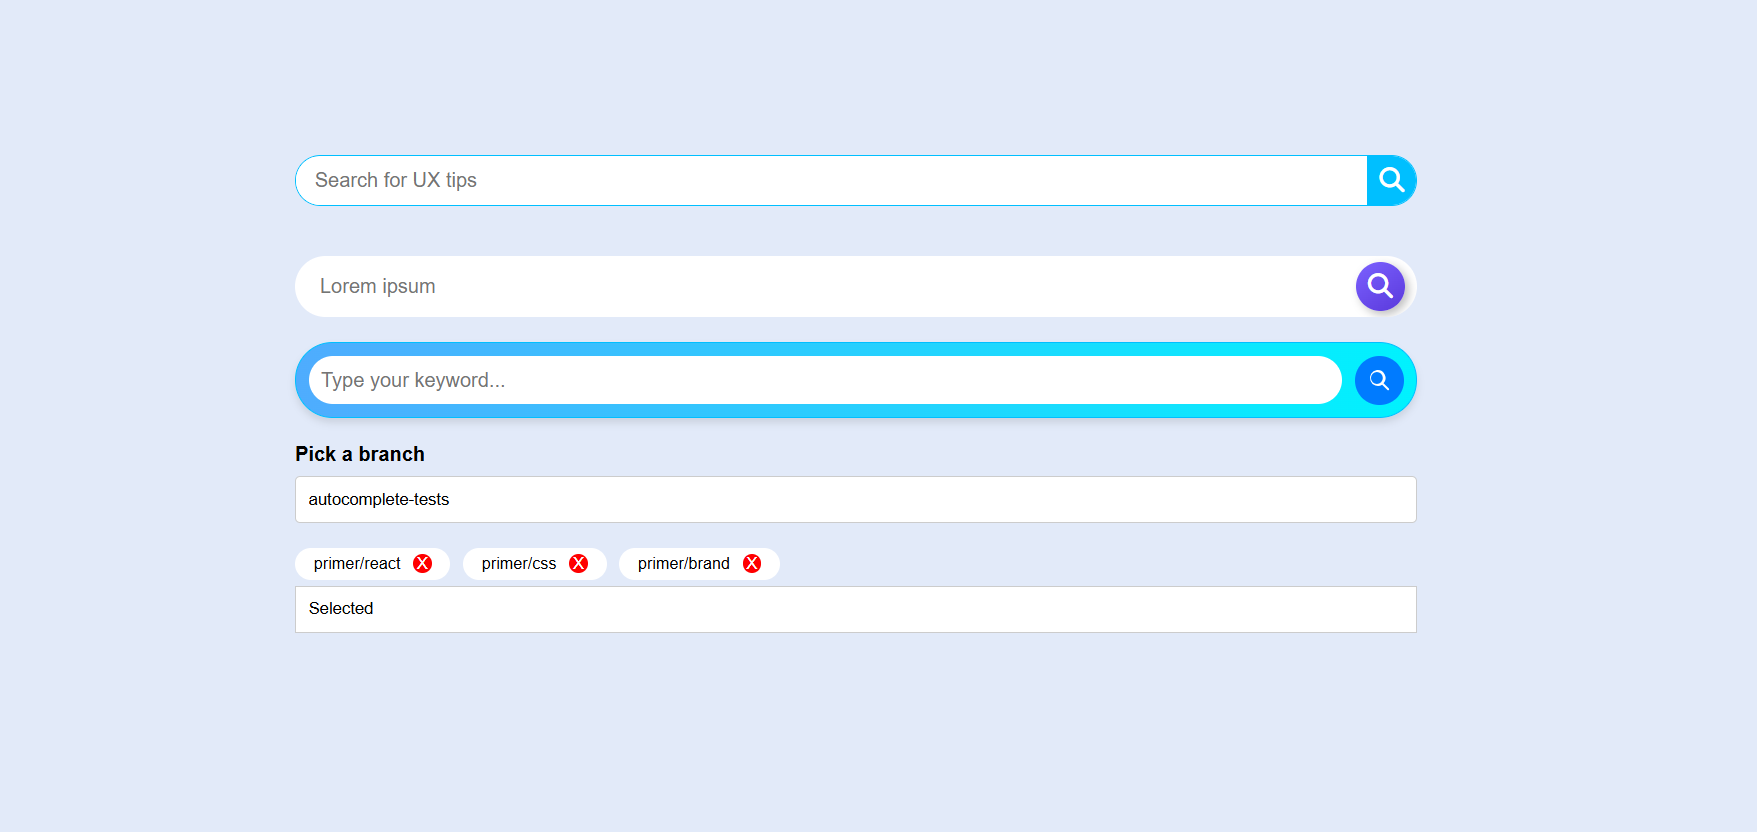 Search for UX tips
Lorem ipsum
Type your keyword...
Pick a branch
autocomplete-tests
primer/react X primer/css X primer/brand X
Selected